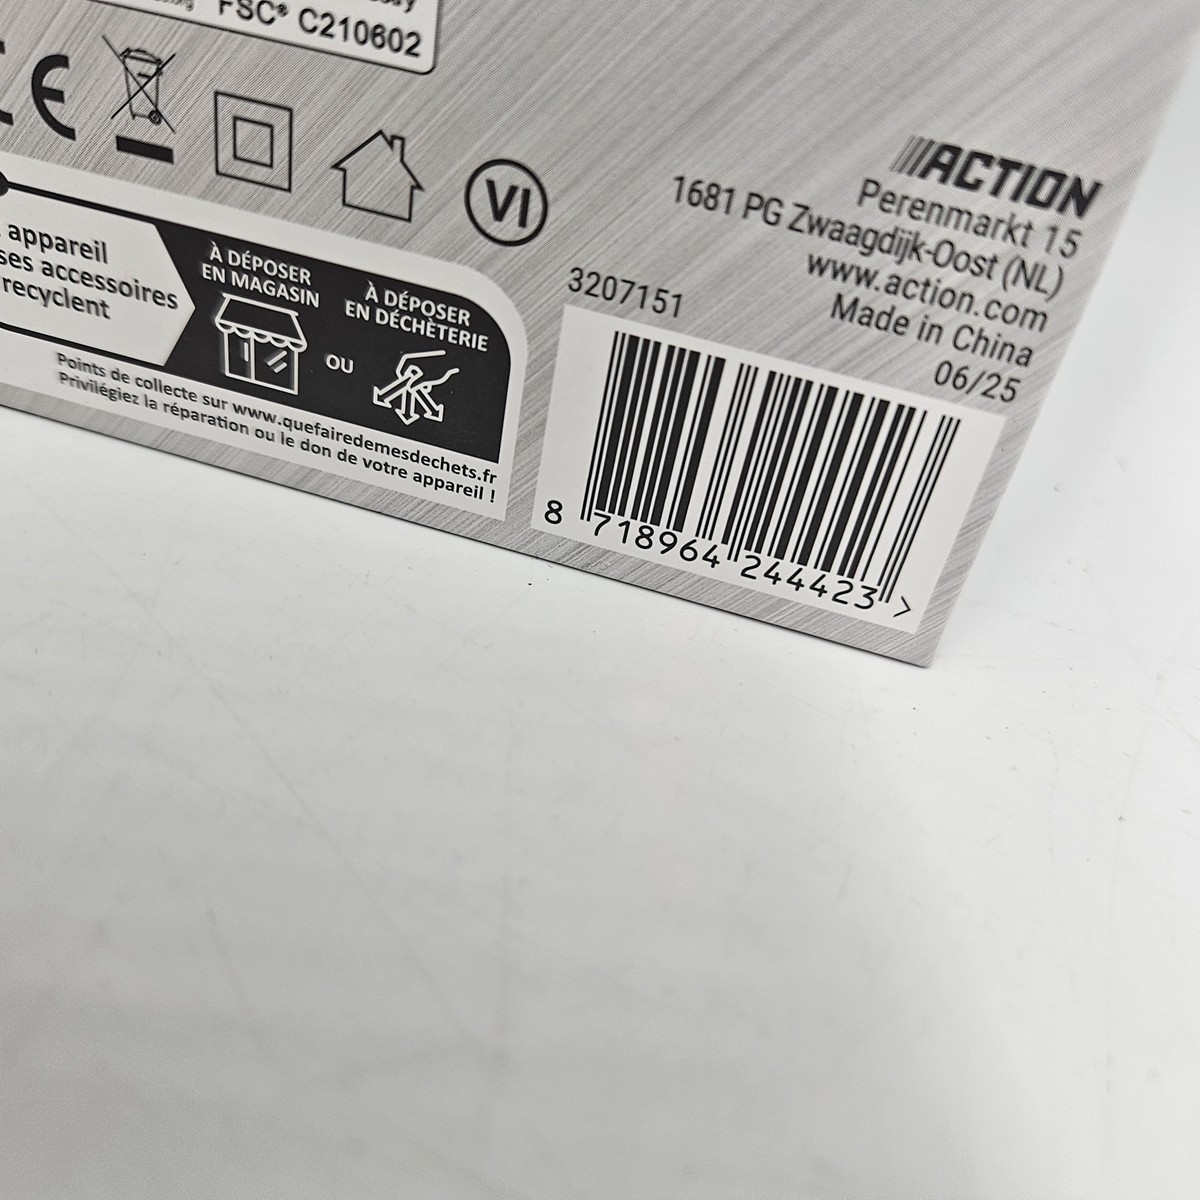 FSC® C210602
CE
VI
ACTION
Perenmarkt 15
1681 PG Zwaagdijk-Oost (NL)
www.action.com
Made in China
06/25
appareil
ses accessoires
recyclent
À DÉPOSER
EN MAGASIN
OU
À DÉPOSER
EN DÉCHÈTERIE
Points de collecte sur www.quefairedemesdechets.fr
Privilégiez la réparation ou le don de votre appareil !
3207151
8 718964 244423 >